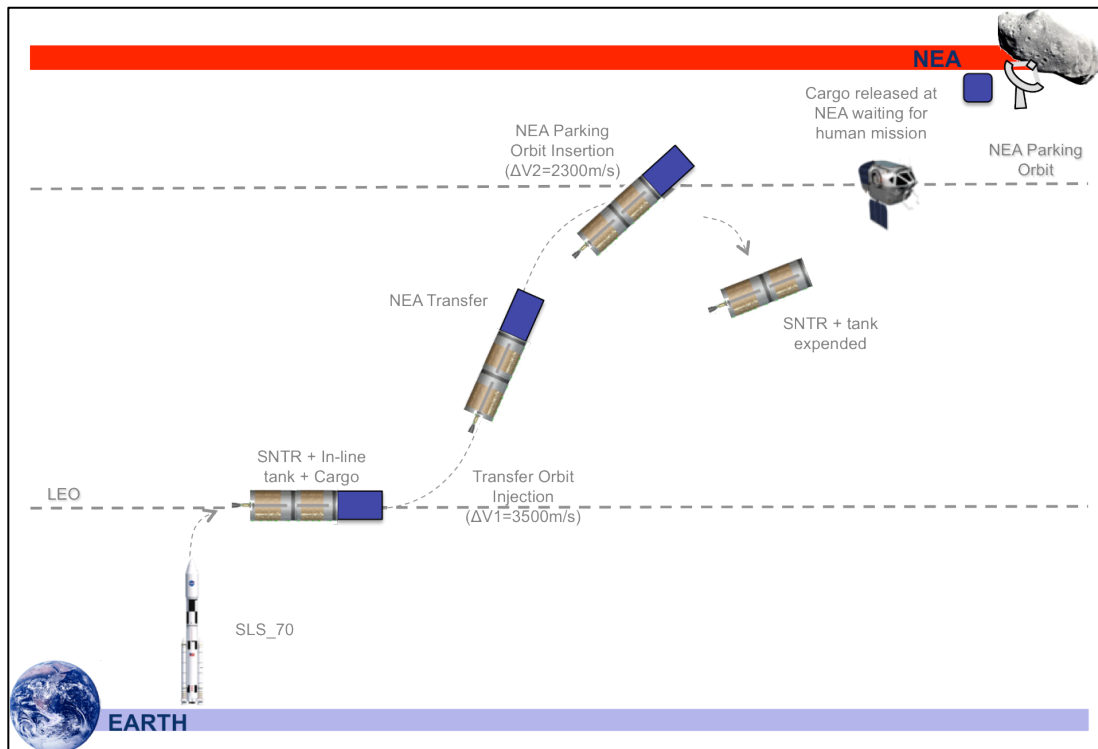 NEA
Cargo released at
NEA waiting for
human mission
NEA Parking
Orbit Insertion
(ΔV2=2300m/s)
NEA Parking
Orbit
NEA Transfer
SNTR + tank
expended
SNTR + In-line
tank + Cargo
LEO
Transfer Orbit
Injection
(ΔV1=3500m/s)
SLS_70
EARTH